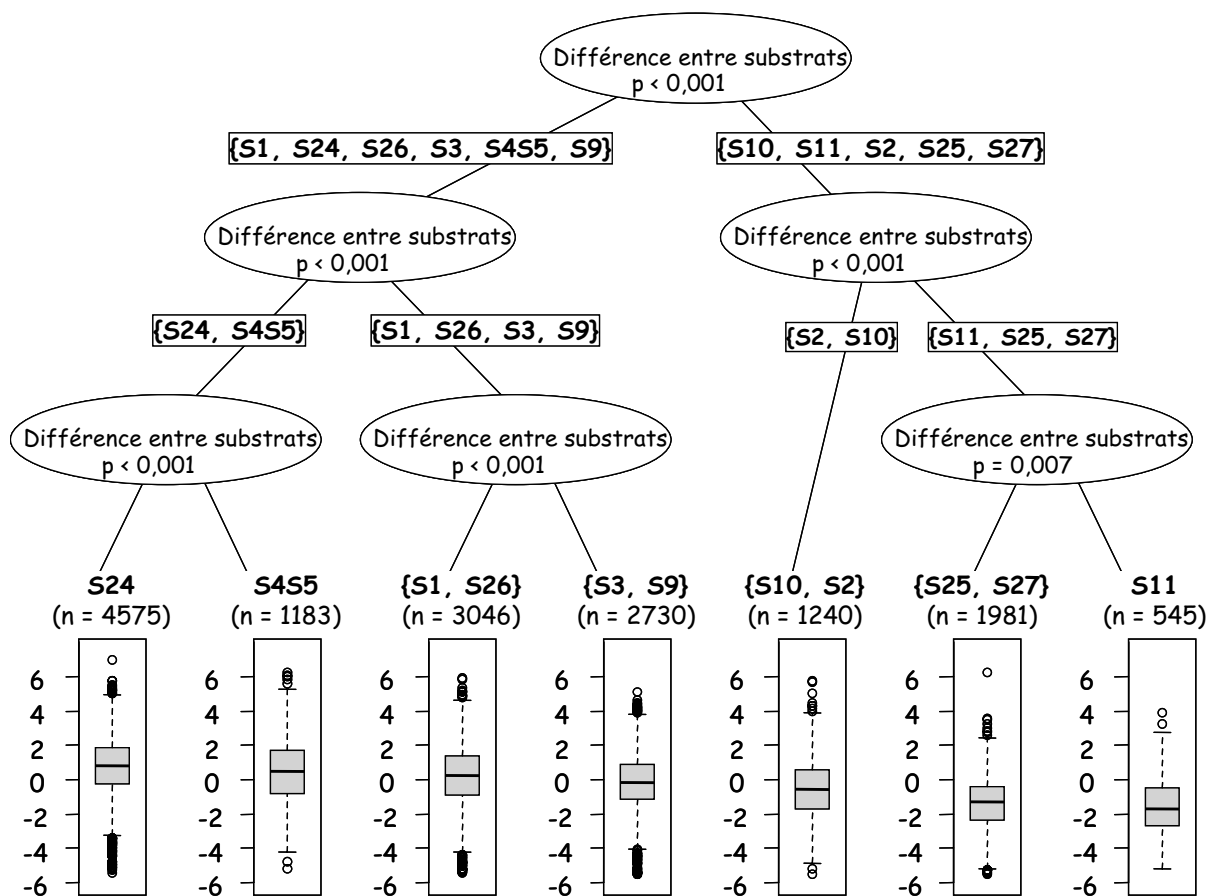 Différence entre substrats
p < 0,001
{S1, S24, S26, S3, S4S5, S9}
{S10, S11, S2, S25, S27}
Différence entre substrats
p < 0,001
Différence entre substrats
p < 0,001
{S24, S4S5}
{S1, S26, S3, S9}
{S2, S10}
{S11, S25, S27}
Différence entre substrats
p < 0,001
Différence entre substrats
p < 0,001
Différence entre substrats
p = 0,007
S24
(n = 4575)
S4S5
(n = 1183)
{S1, S26}
(n = 3046)
{S3, S9}
(n = 2730)
{S10, S2}
(n = 1240)
{S25, S27}
(n = 1981)
S11
(n = 545)
6 6 6 6 6 6 6
4 4 4 4 4 4 4
2 2 2 2 2 2 2
0 0 0 0 0 0 0
-2 -2 -2 -2 -2 -2 -2
-4 -4 -4 -4 -4 -4 -4
-6 -6 -6 -6 -6 -6 -6